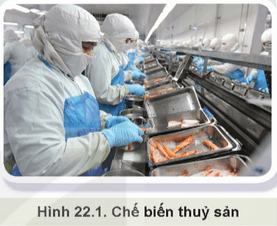 Hình 22.1. Chế biến thuỷ sản